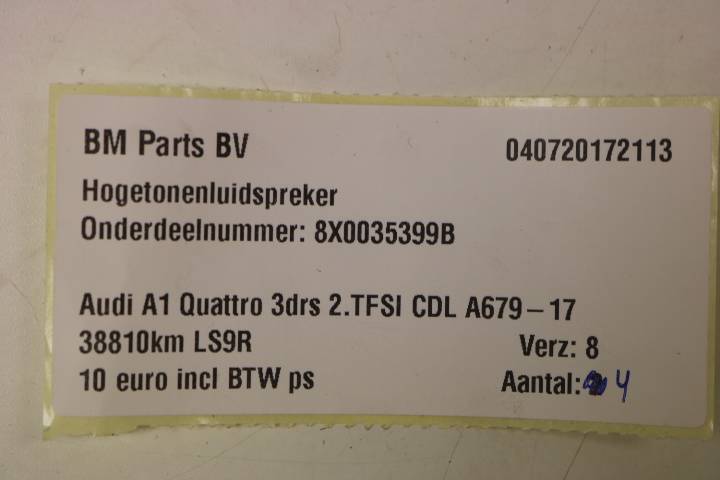 BM Parts BV 040720172113
Hogetonenluidspreker
Onderdeelnummer: 8X0035399B
Audi A1 Quattro 3drs 2.TFSI CDL A679-17
38810km LS9R Verz: 8
10 euro incl BTW ps Aantal: 4